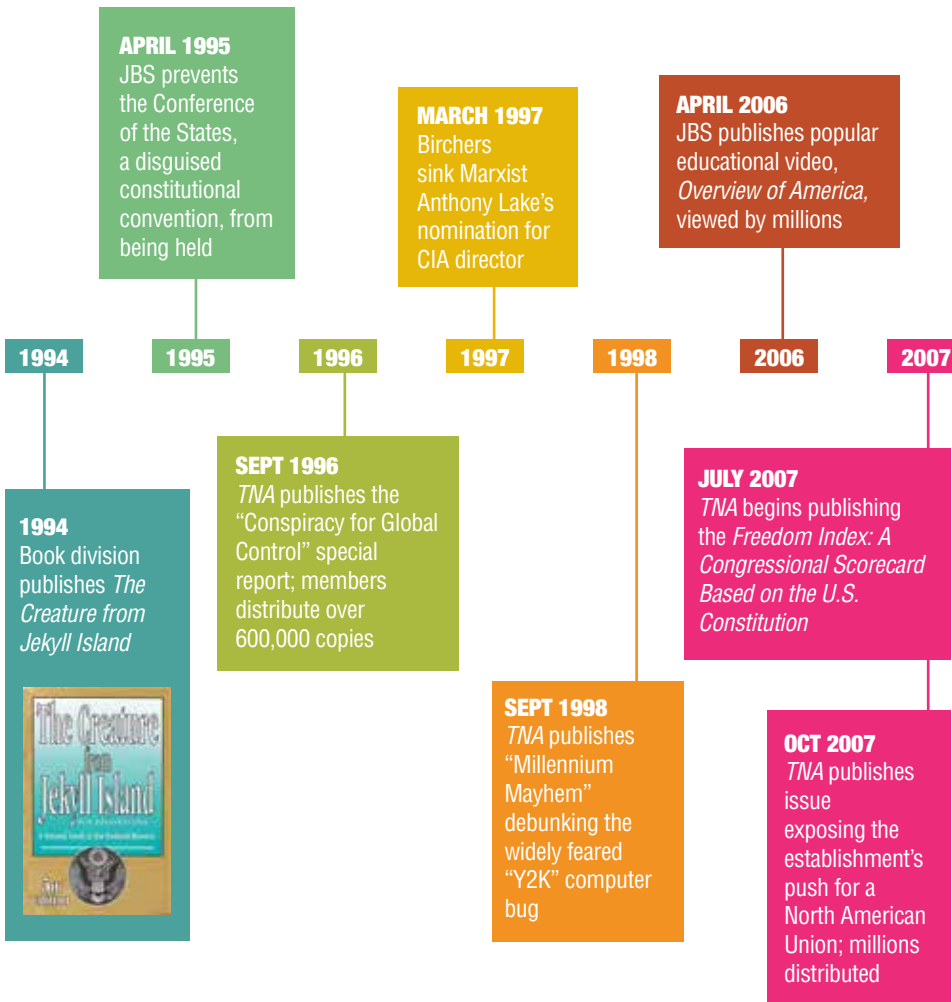 APRIL 1995
JBS prevents
the Conference
of the States,
a disguised
constitutional
convention, from
being held
MARCH 1997
Birchers
sink Marxist
Anthony Lake's
nomination for
CIA director
APRIL 2006
JBS publishes popular
educational video,
Overview of America,
viewed by millions
1994
1995
1996
1997
1998
2006
2007
1994
Book division
publishes The
Creature from
Jekyll Island
The Creature
from
Jekyll Island
SEPT 1996
TNA publishes the
“Conspiracy for Global
Control” special
report; members
distribute over
600,000 copies
SEPT 1998
TNA publishes
“Millennium
Mayhem”
debunking the
widely feared
“Y2K” computer
bug
JULY 2007
TNA begins publishing
the Freedom Index: A
Congressional Scorecard
Based on the U.S.
Constitution
OCT 2007
TNA publishes
issue
exposing the
establishment's
push for a
North American
Union; millions
distributed